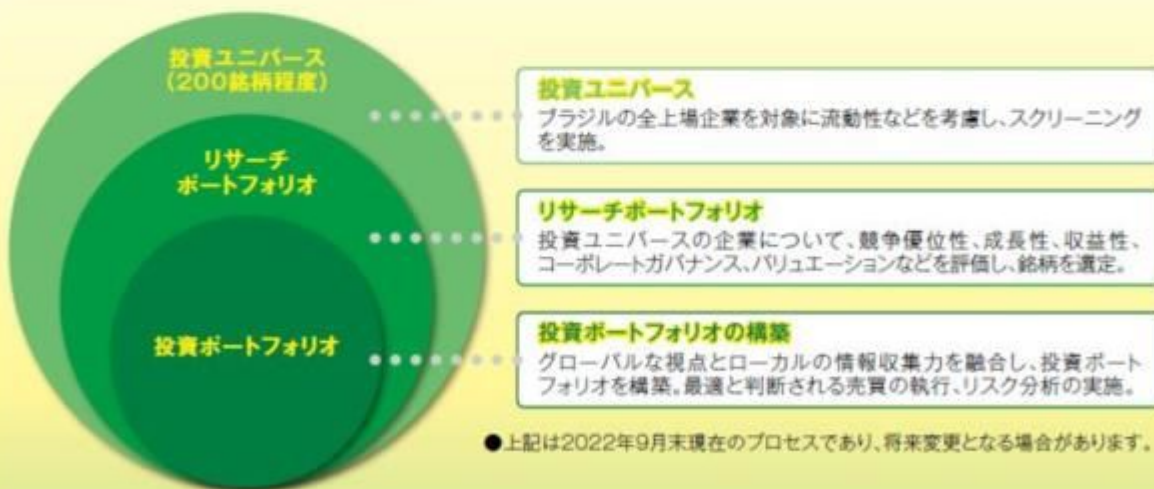 投資ユニバース
(200銘柄程度)
リサーチ
ポートフォリオ
投資ポートフォリオ
投資ユニバース
ブラジルの全上場企業を対象に流動性などを考慮し、スクリーニング
を実施。
リサーチポートフォリオ
投資ユニバースの企業について、競争優位性、成長性、収益性、
コーポレートガバナンス、バリュエーションなどを評価し、銘柄を選定。
投資ポートフォリオの構築
グローバルな視点とローカルの情報収集力を融合し、投資ポート
フォリオを構築。最適と判断される売買の執行、リスク分析の実施。
●上記は2022年9月末現在のプロセスであり、将来変更となる場合があります。